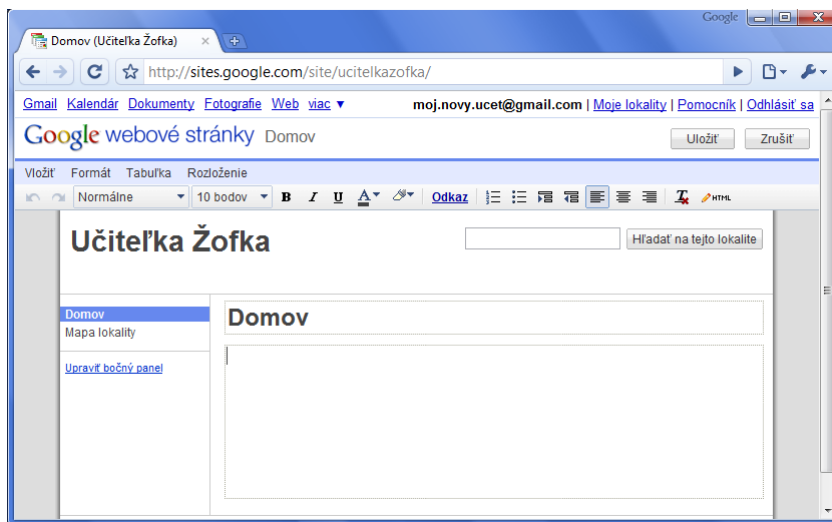 Google
Domov (Učiteľka Žofka)
http://sites.google.com/site/ucitelkazofka/
Gmail Kalendár Dokumenty Fotografie Web viac ▼ moj.novy.ucet@gmail.com | Moje lokality | Pomocník | Odhlásiť sa
Google webové stránky Domov Uložiť Zrušiť
Vložiť Formát Tabuľka Rozloženie
Normálne 10 bodov B I U A Odkaz T HTML
Učiteľka Žofka Hľadať na tejto lokalite
Domov Domov
Mapa lokality
Upraviť bočný panel